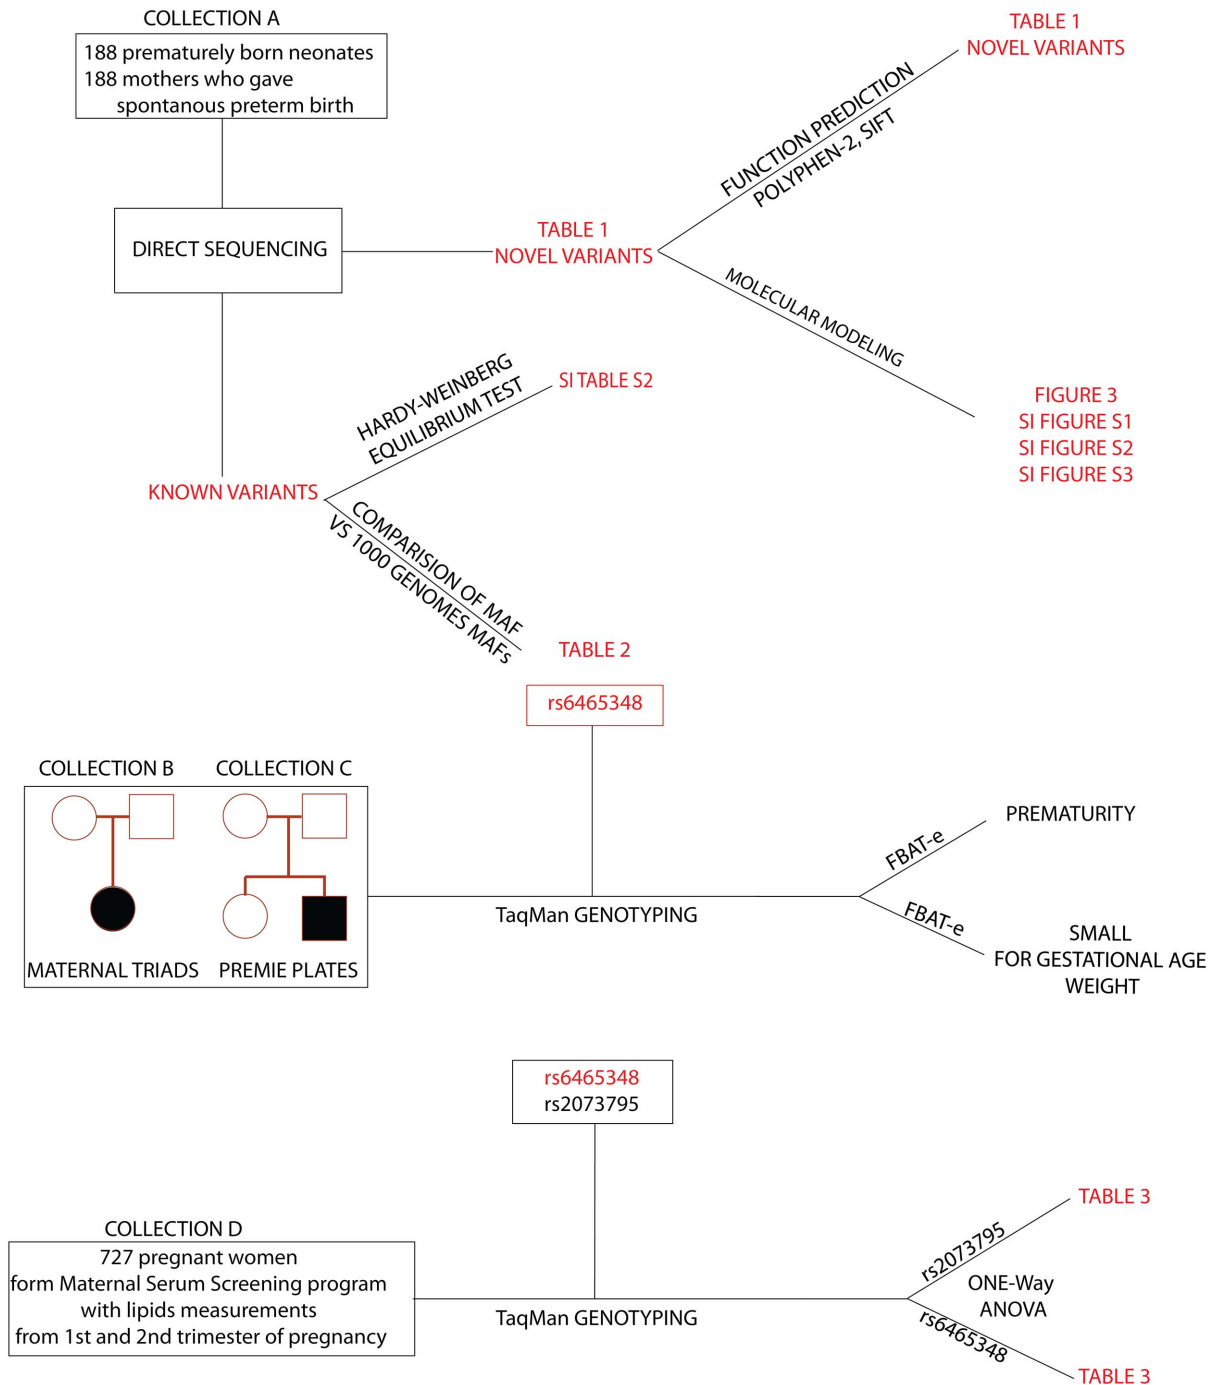 COLLECTION A
188 prematurely born neonates
188 mothers who gave
spontanous preterm birth
DIRECT SEQUENCING
TABLE 1
NOVEL VARIANTS
FUNCTION PREDICTION
POLYPHEN-2, SIFT
TABLE 1
NOVEL VARIANTS
MOLECULAR MODELING
FIGURE 3
SI FIGURE S1
SI FIGURE S2
SI FIGURE S3
KNOWN VARIANTS
HARDY-WEINBERG
EQUILIBRIUM TEST
SI TABLE S2
COMPARISION OF MAF
VS 1000 GENOMES MAFs
TABLE 2
rs6465348
COLLECTION B
COLLECTION C
MATERNAL TRIADS
PREMIE PLATES
TaqMan GENOTYPING
FBAT-e
PREMATURITY
FBAT-e
SMALL
FOR GESTATIONAL AGE
WEIGHT
rs6465348
rs2073795
COLLECTION D
727 pregnant women
form Maternal Serum Screening program
with lipids measurements
from 1st and 2nd trimester of pregnancy
TaqMan GENOTYPING
rs2073795
TABLE 3
ONE-Way
ANOVA
rs6465348
TABLE 3